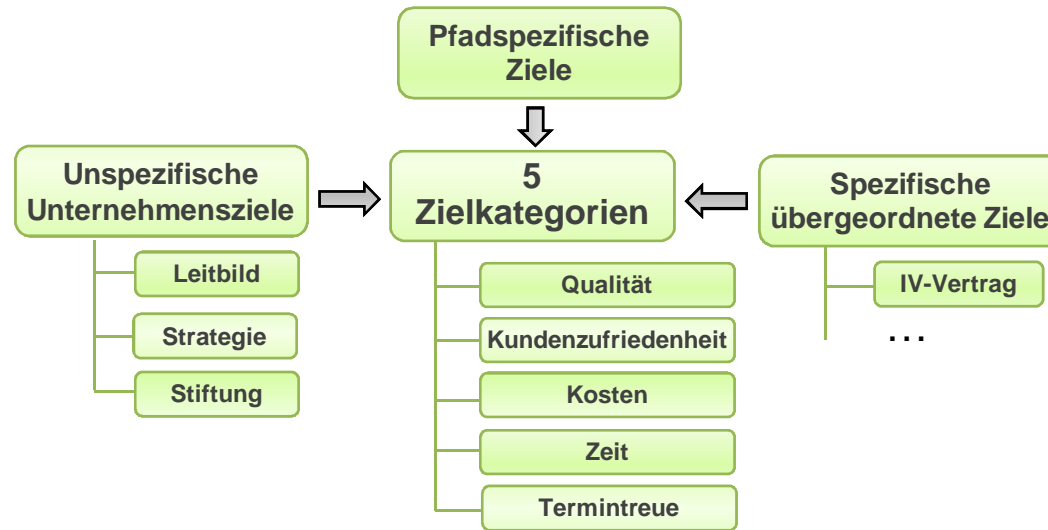 Pfadspezifische
Ziele
Unspezifische
Unternehmensziele
Leitbild
Strategie
Stiftung
5
Zielkategorien
Qualität
Kundenzufriedenheit
Kosten
Zeit
Termintreue
Spezifische
übergeordnete Ziele
IV-Vertrag
...